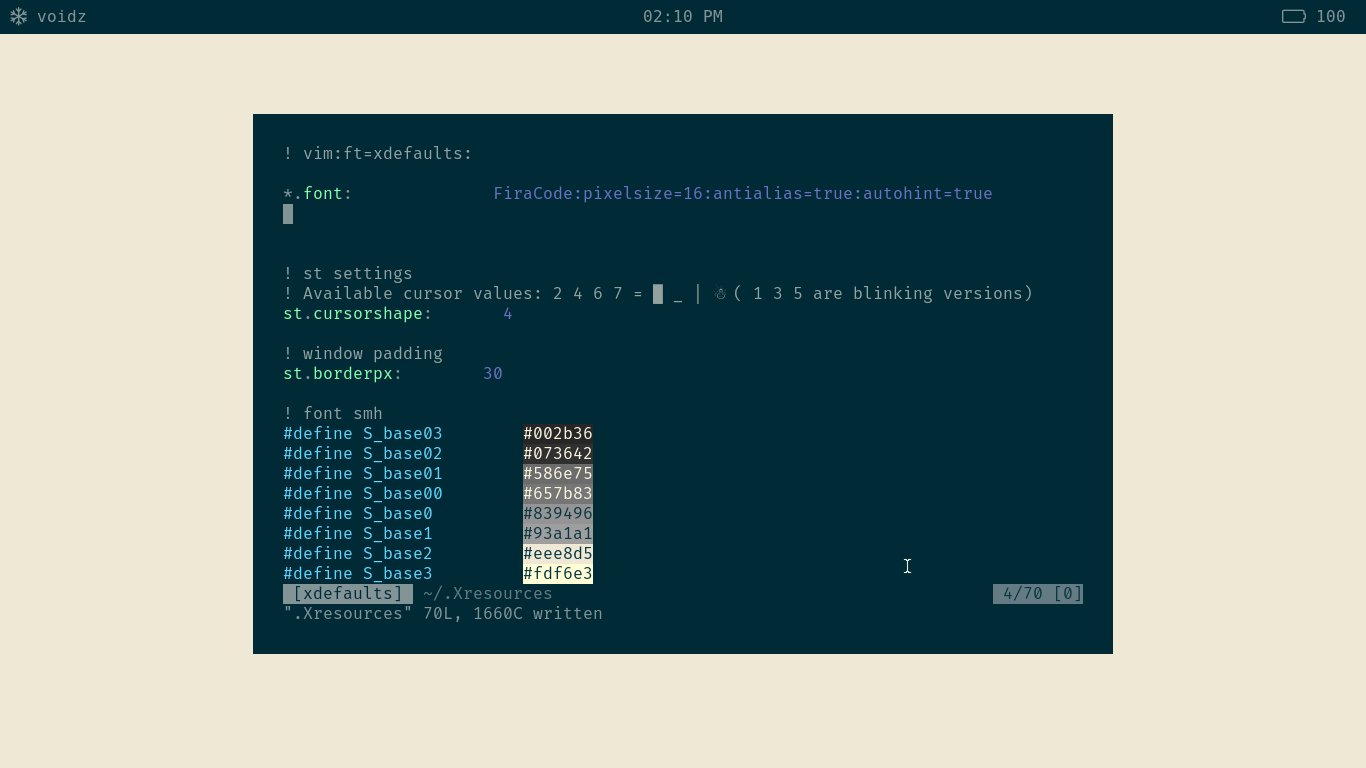 voidz
02:10 PM
100
! vim:ft=xdefaults:
*.font: FiraCode:pixelsize=16:antialias=true:autohint=true
! st settings
! Available cursor values: 2 4 6 7 = █ _ | ☃ ( 1 3 5 are blinking versions)
st.cursorshape: 4
! window padding
st.borderpx: 30
! font smh
#define S_base03 #002b36
#define S_base02 #073642
#define S_base01 #586e75
#define S_base00 #657b83
#define S_base0 #839496
#define S_base1 #93a1a1
#define S_base2 #eee8d5
#define S_base3 #fdf6e3
[xdefaults] ~/.Xresources 4/70 [0]
".Xresources" 70L, 1660C written